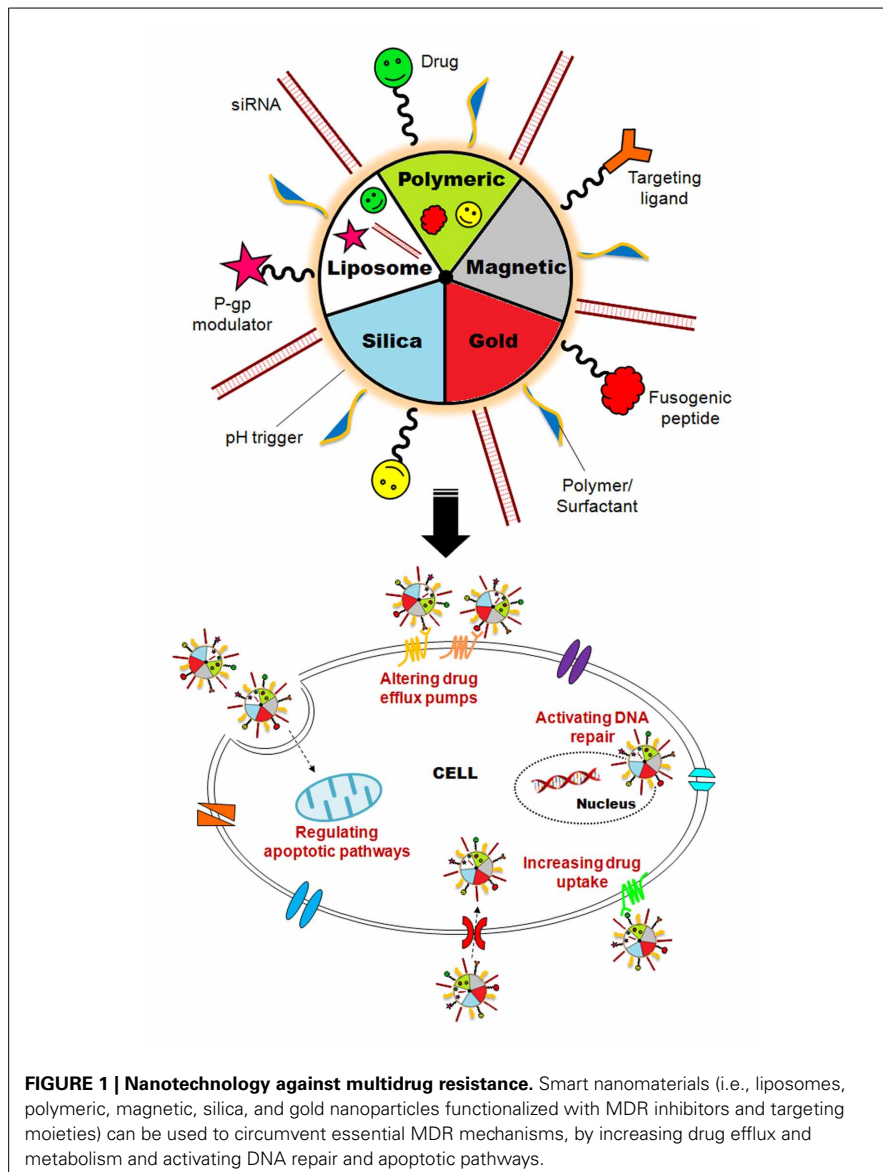 Drug
siRNA
Polymeric
Targeting
ligand
Liposome
Magnetic
P-gp
modulator
Silica
Gold
Fusogenic
peptide
pH trigger
Polymer/
Surfactant
Altering drug
efflux pumps
Activating DNA
repair
CELL
Nucleus
Regulating
apoptotic pathways
Increasing drug
uptake
FIGURE 1 | Nanotechnology against multidrug resistance. Smart nanomaterials (i.e., liposomes,
polymeric, magnetic, silica, and gold nanoparticles functionalized with MDR inhibitors and targeting
moieties) can be used to circumvent essential MDR mechanisms, by increasing drug efflux and
metabolism and activating DNA repair and apoptotic pathways.